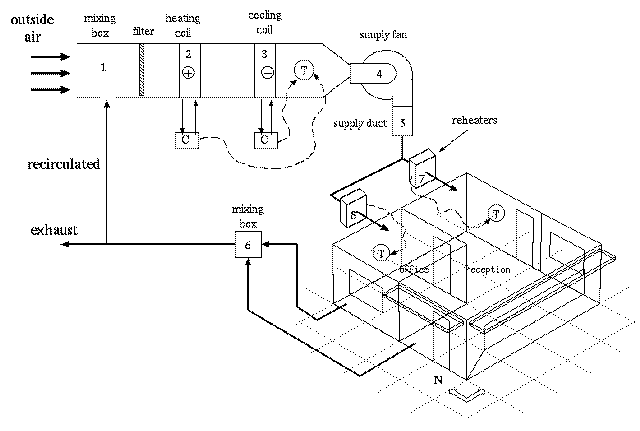 outside
air
mixing
box
filter
heating
coil
cooling
coil
supply fan
1
2
3
T
4
C
C
supply duct
5
reheaters
recirculated
7
8
exhaust
mixing
box
6
T
T
office
reception
N